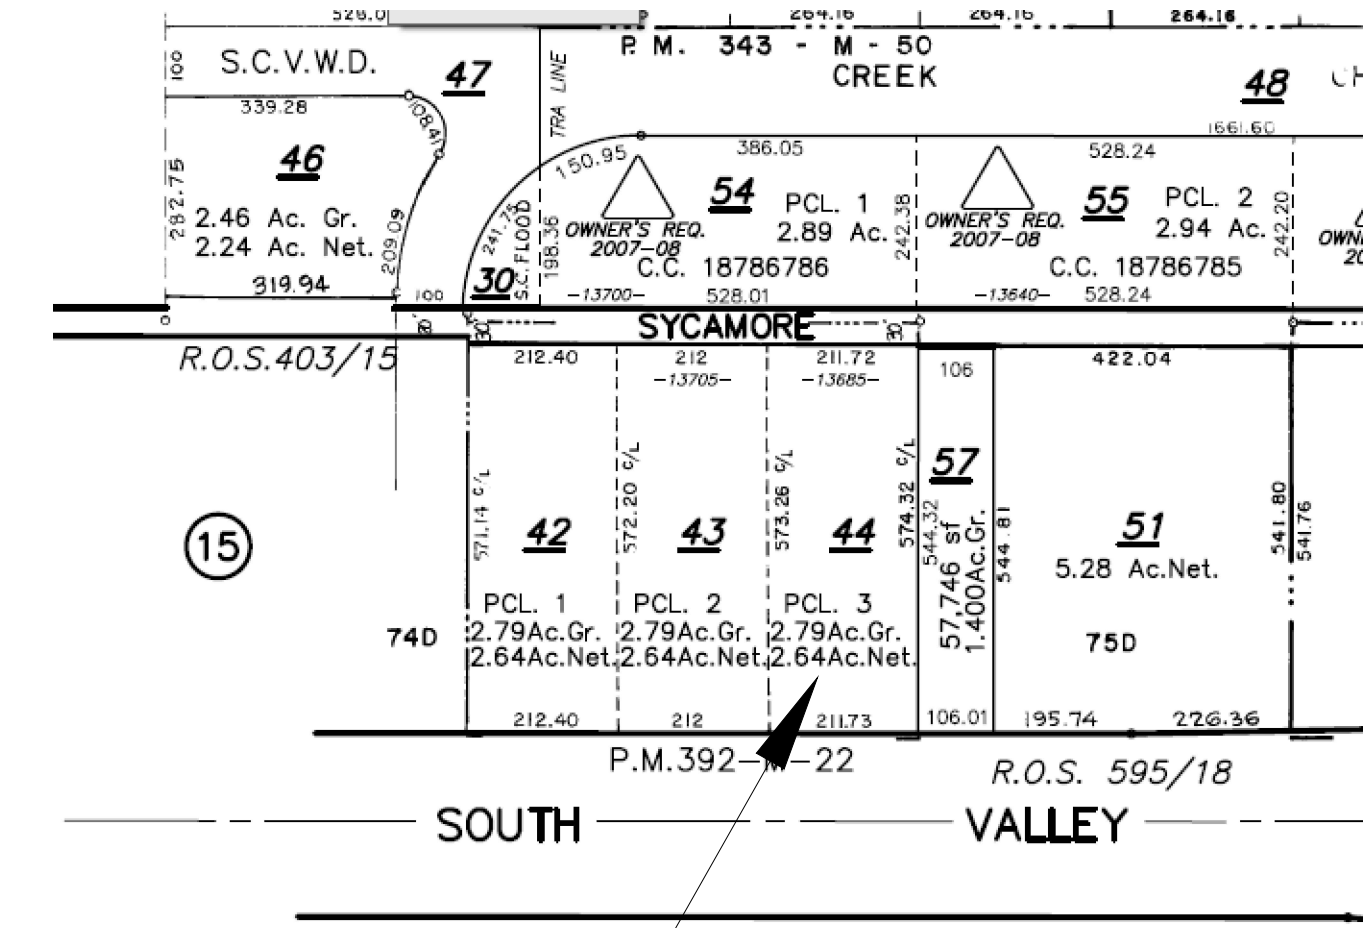 264.16
264.16
264.16
P. M. 343 - M - 50
S.C.V.W.D.
100
47
TRA LINE
CREEK
48
CH
339.28
108.41
1661.60
46
282.75
2.46 Ac. Gr.
2.24 Ac. Net.
209.09
319.94
100
150.95
241.75
30
S.C.FLOOD
198.36
386.05
OWNER'S REQ.
2007-08
54
PCL. 1
2.89 Ac.
C.C. 18786786
-13700-
528.01
242.38
528.24
OWNER'S REQ.
2007-08
55
PCL. 2
2.94 Ac.
C.C. 18786785
-13640-
528.24
242.20
OWN
20
30'
SYCAMORE
30'
R.O.S.403/15
212.40
212
-13705-
211.72
-13685-
106
422.04
15
74D
571.14 C/L
42
PCL. 1
2.79Ac.Gr.
2.64Ac.Net.
212.40
572.20 C/L
43
PCL. 2
2.79Ac.Gr.
2.64Ac.Net.
212
573.26 C/L
44
PCL. 3
2.79Ac.Gr.
2.64Ac.Net.
211.73
574.32 C/L
544.32
57
57,746 sf
1.400Ac.Gr.
106.01
544.81
51
5.28 Ac.Net.
75D
541.80
541.76
195.74
226.36
P.M.392-M-22
R.O.S. 595/18
SOUTH VALLEY